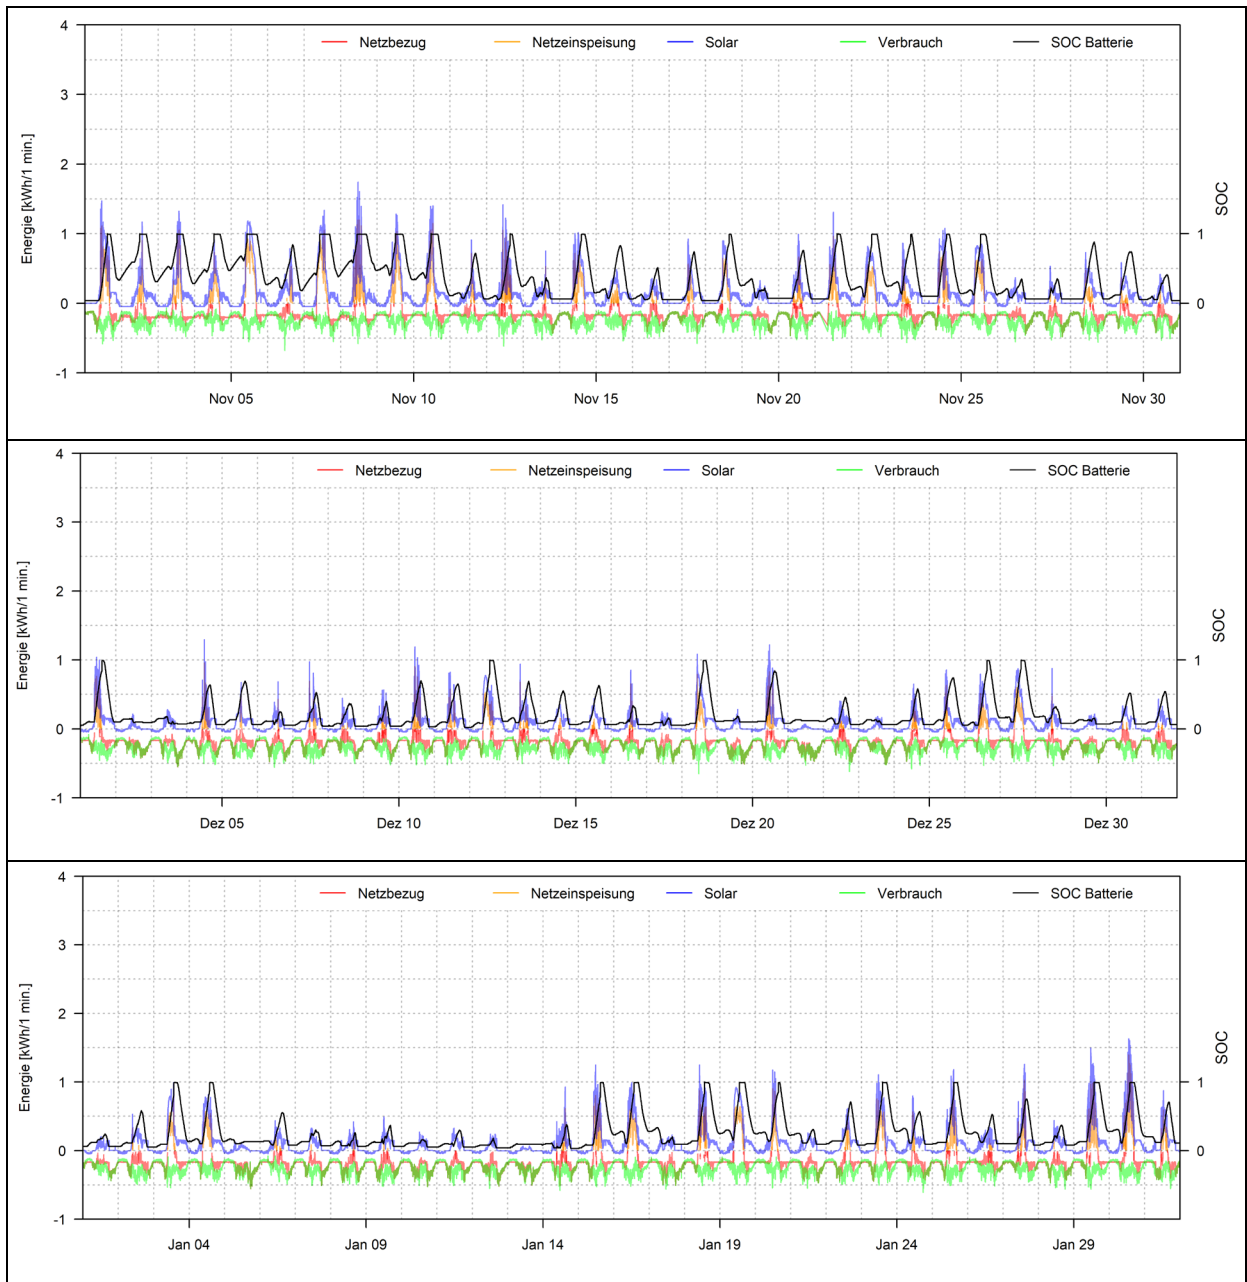 4
Netzbezug Netzeinspeisung Solar Verbrauch SOC Batterie
3
2
1 1
0 0
-1
Energie [kWh/1 min.]
SOC
Nov 05 Nov 10 Nov 15 Nov 20 Nov 25 Nov 30
4
Netzbezug Netzeinspeisung Solar Verbrauch SOC Batterie
3
2
1 1
0 0
-1
Energie [kWh/1 min.]
SOC
Dez 05 Dez 10 Dez 15 Dez 20 Dez 25 Dez 30
4
Netzbezug Netzeinspeisung Solar Verbrauch SOC Batterie
3
2
1 1
0 0
-1
Energie [kWh/1 min.]
SOC
Jan 04 Jan 09 Jan 14 Jan 19 Jan 24 Jan 29